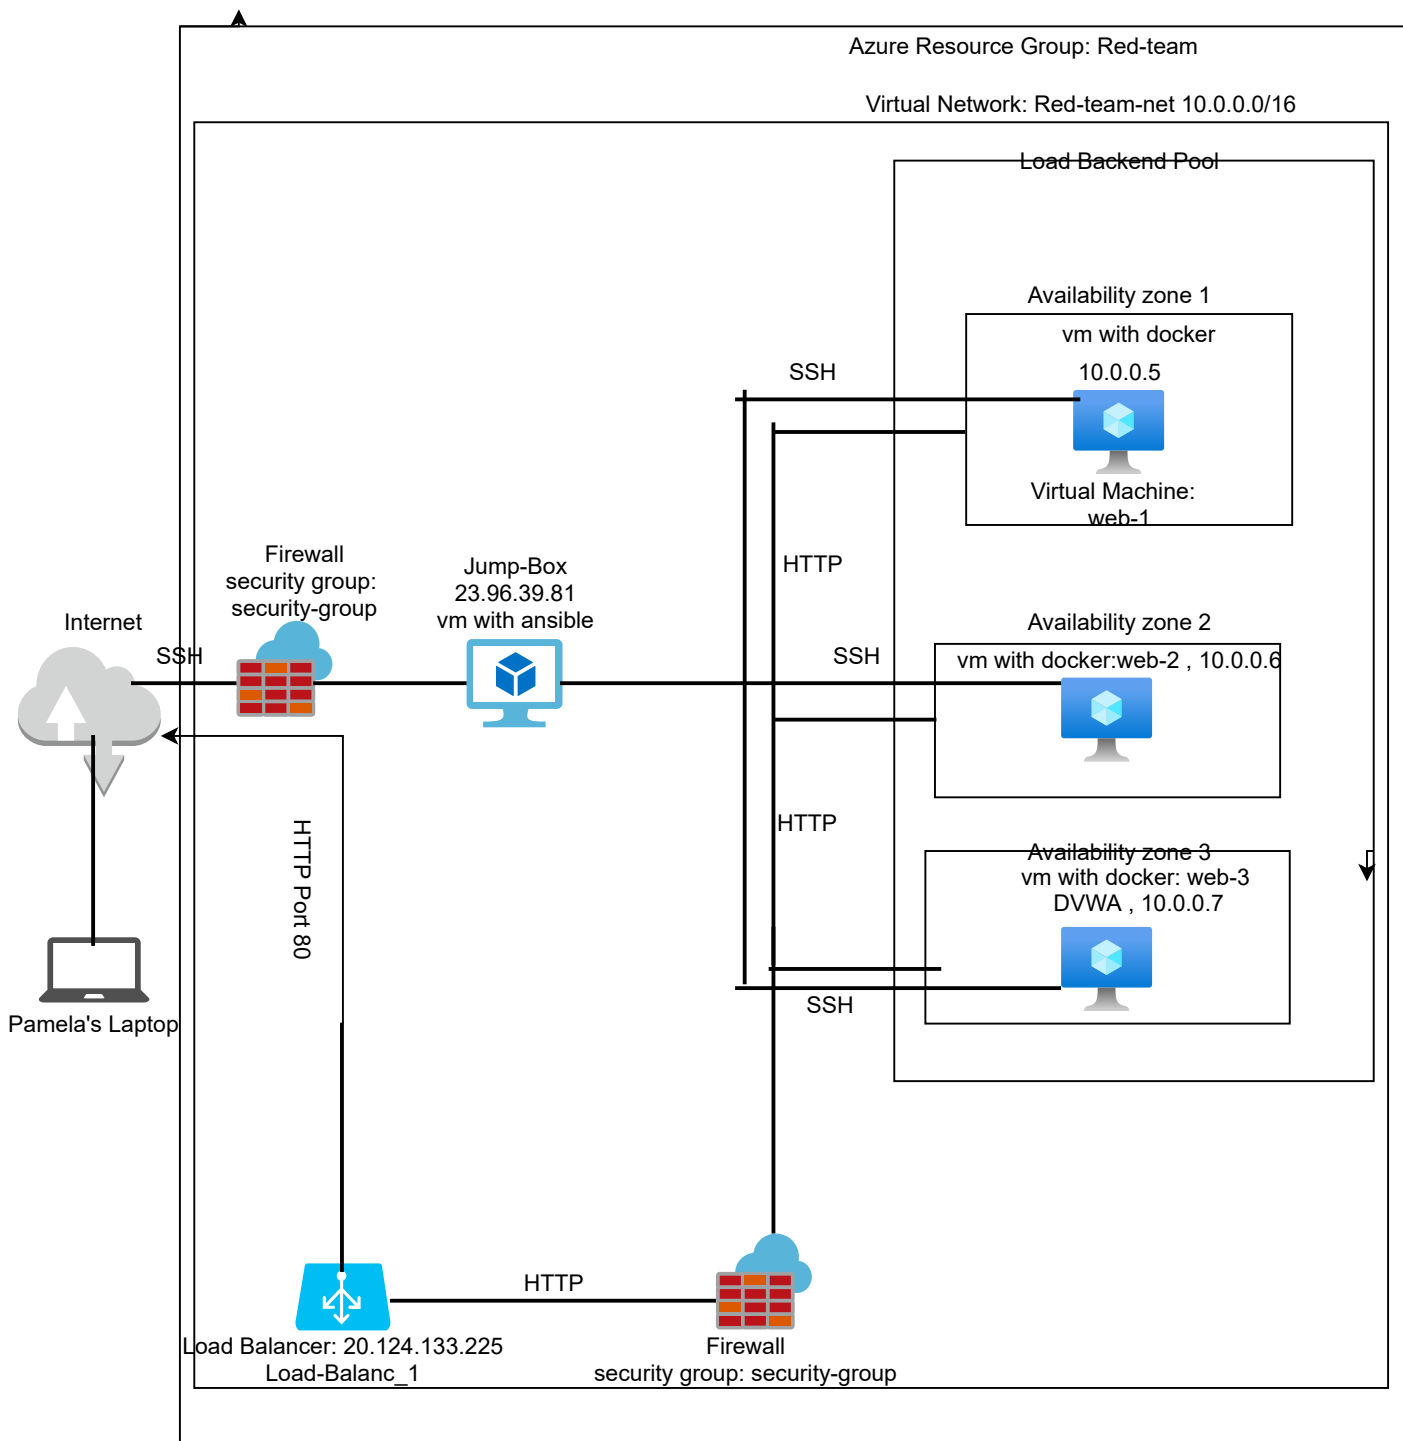 Azure Resource Group: Red-team
Virtual Network: Red-team-net 10.0.0.0/16
Load Backend Pool
Availability zone 1
vm with docker
10.0.0.5
SSH
Virtual Machine:
web-1
HTTP
Firewall
security group:
security-group
Jump-Box
23.96.39.81
vm with ansible
Internet
SSH
SSH
Availability zone 2
vm with docker:web-2 , 10.0.0.6
HTTP
HTTP Port 80
Availability zone 3
vm with docker: web-3
DVWA , 10.0.0.7
SSH
Pamela's Laptop
HTTP
Load Balancer: 20.124.133.225
Load-Balanc_1
Firewall
security group: security-group